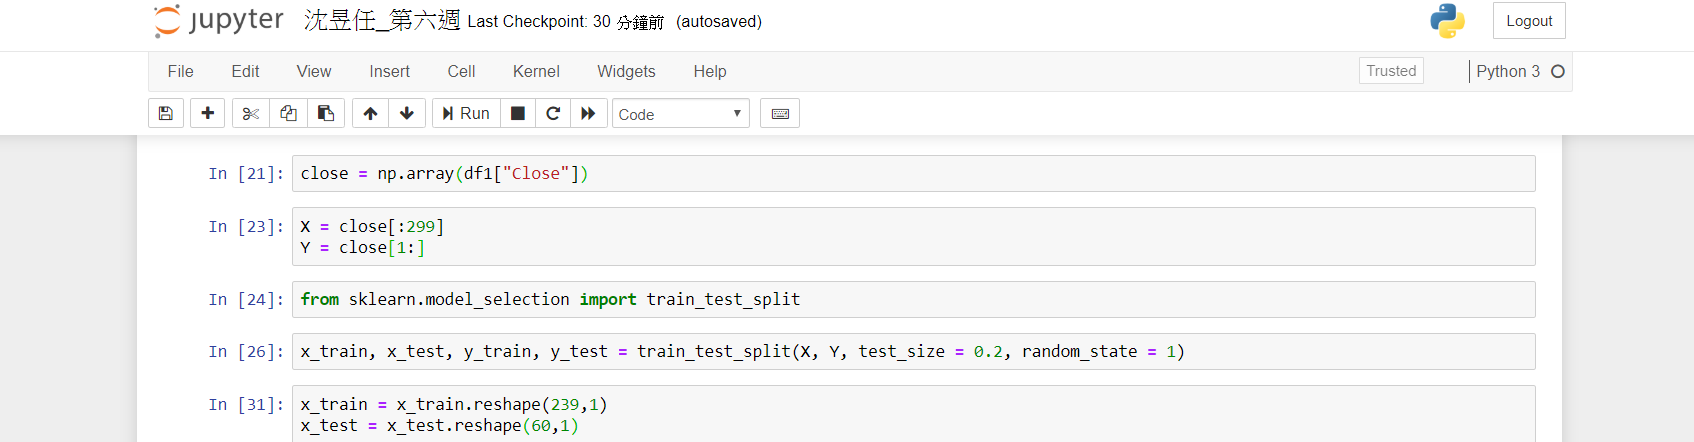 jupyter 沈昱任_第六週 Last Checkpoint: 30 分鐘前 (autosaved) Logout
File Edit View Insert Cell Kernel Widgets Help Trusted Python 3
Run Code
In [21]: close = np.array(df1["Close"])
In [23]: X = close[:299]
Y = close[1:]
In [24]: from sklearn.model_selection import train_test_split
In [26]: x_train, x_test, y_train, y_test = train_test_split(X, Y, test_size = 0.2, random_state = 1)
In [31]: x_train = x_train.reshape(239,1)
x_test = x_test.reshape(60,1)